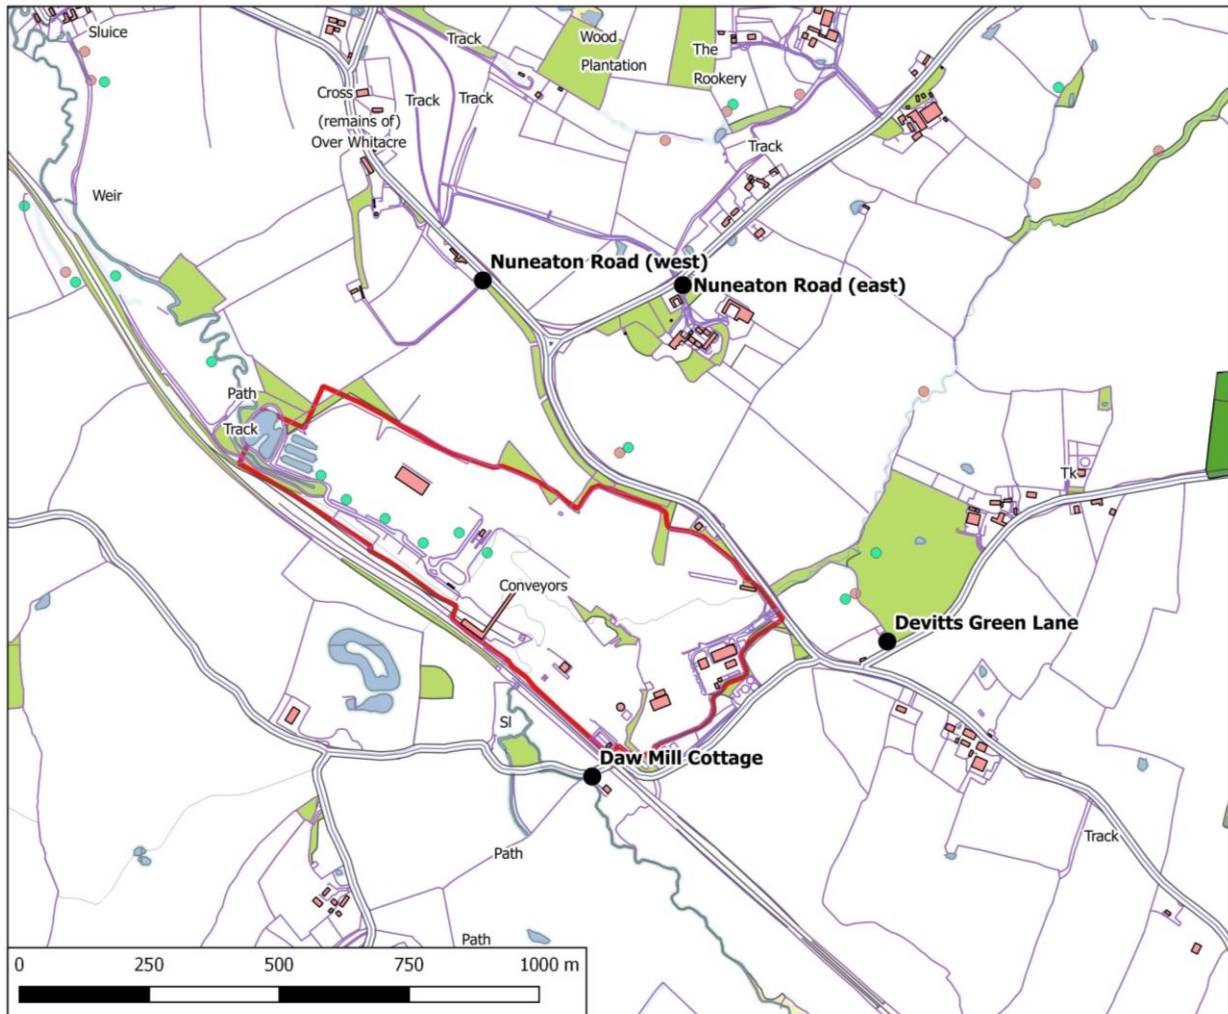 Sluice
Track
Wood
Plantation
The
Rookery
Cross
(remains of)
Over Whitacre
Track
Track
Track
Weir
Nuneaton Road (west)
Nuneaton Road (east)
Path
Track
Tk
Conveyors
Devitts Green Lane
Sl
Daw Mill Cottage
Track
Path
Path
0 250 500 750 1000 m